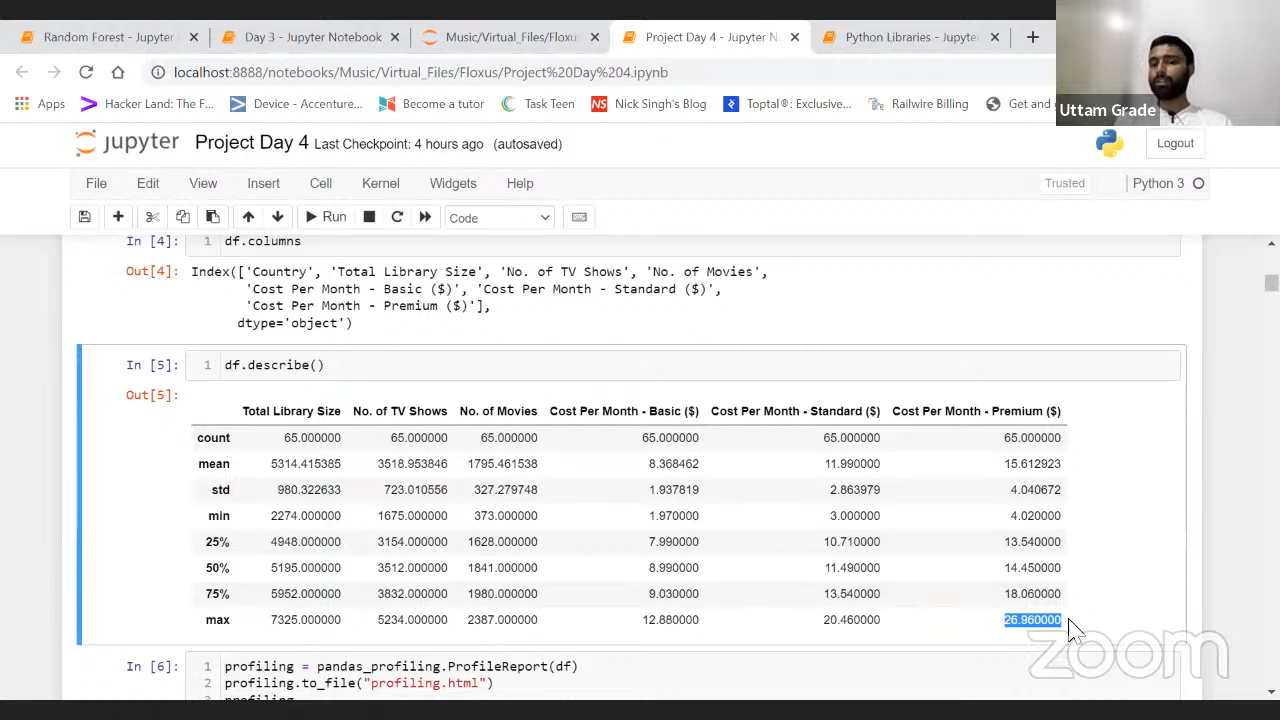 Random Forest - Jupyter
Day 3 - Jupyter Notebook
Music/Virtual_Files/Floxus
Project Day 4 - Jupyter N
Python Libraries - Jupyte
localhost:8888/notebooks/Music/Virtual_Files/Floxus/Project%20Day%204.ipynb
Apps Hacker Land: The F... Device - Accenture... Become a tutor Task Teen NS Nick Singh's Blog Toptal®: Exclusive... Railwire Billing Get and
Uttam Grade
jupyter Project Day 4 Last Checkpoint: 4 hours ago (autosaved)
Logout
File Edit View Insert Cell Kernel Widgets Help
Trusted Python 3
Run Code
In [4]: 1 df.columns
Out[4]: Index(['Country', 'Total Library Size', 'No. of TV Shows', 'No. of Movies',
'Cost Per Month - Basic ($)', 'Cost Per Month - Standard ($)',
'Cost Per Month - Premium ($)'],
dtype='object')
In [5]: 1 df.describe()
Out[5]:
Total Library Size No. of TV Shows No. of Movies Cost Per Month - Basic ($) Cost Per Month - Standard ($) Cost Per Month - Premium ($)
count 65.000000 65.000000 65.000000 65.000000 65.000000 65.000000
mean 5314.415385 3518.953846 1795.461538 8.368462 11.990000 15.612923
std 980.322633 723.010556 327.279748 1.937819 2.863979 4.040672
min 2274.000000 1675.000000 373.000000 1.970000 3.000000 4.020000
25% 4948.000000 3154.000000 1628.000000 7.990000 10.710000 13.540000
50% 5195.000000 3512.000000 1841.000000 8.990000 11.490000 14.450000
75% 5952.000000 3832.000000 1980.000000 9.030000 13.540000 18.060000
max 7325.000000 5234.000000 2387.000000 12.880000 20.460000 26.960000
zoom
In [6]: 1 profiling = pandas_profiling.ProfileReport(df)
2 profiling.to_file("profiling.html")
3 profiling